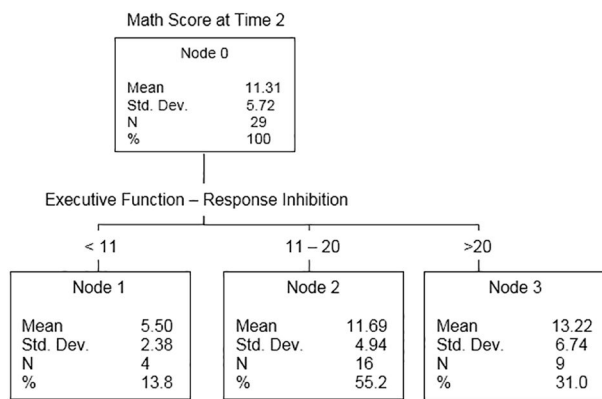 Math Score at Time 2
Node 0
Mean 11.31
Std. Dev. 5.72
N 29
% 100
Executive Function – Response Inhibition
< 11
11 – 20
>20
Node 1
Mean 5.50
Std. Dev. 2.38
N 4
% 13.8
Node 2
Mean 11.69
Std. Dev. 4.94
N 16
% 55.2
Node 3
Mean 13.22
Std. Dev. 6.74
N 9
% 31.0